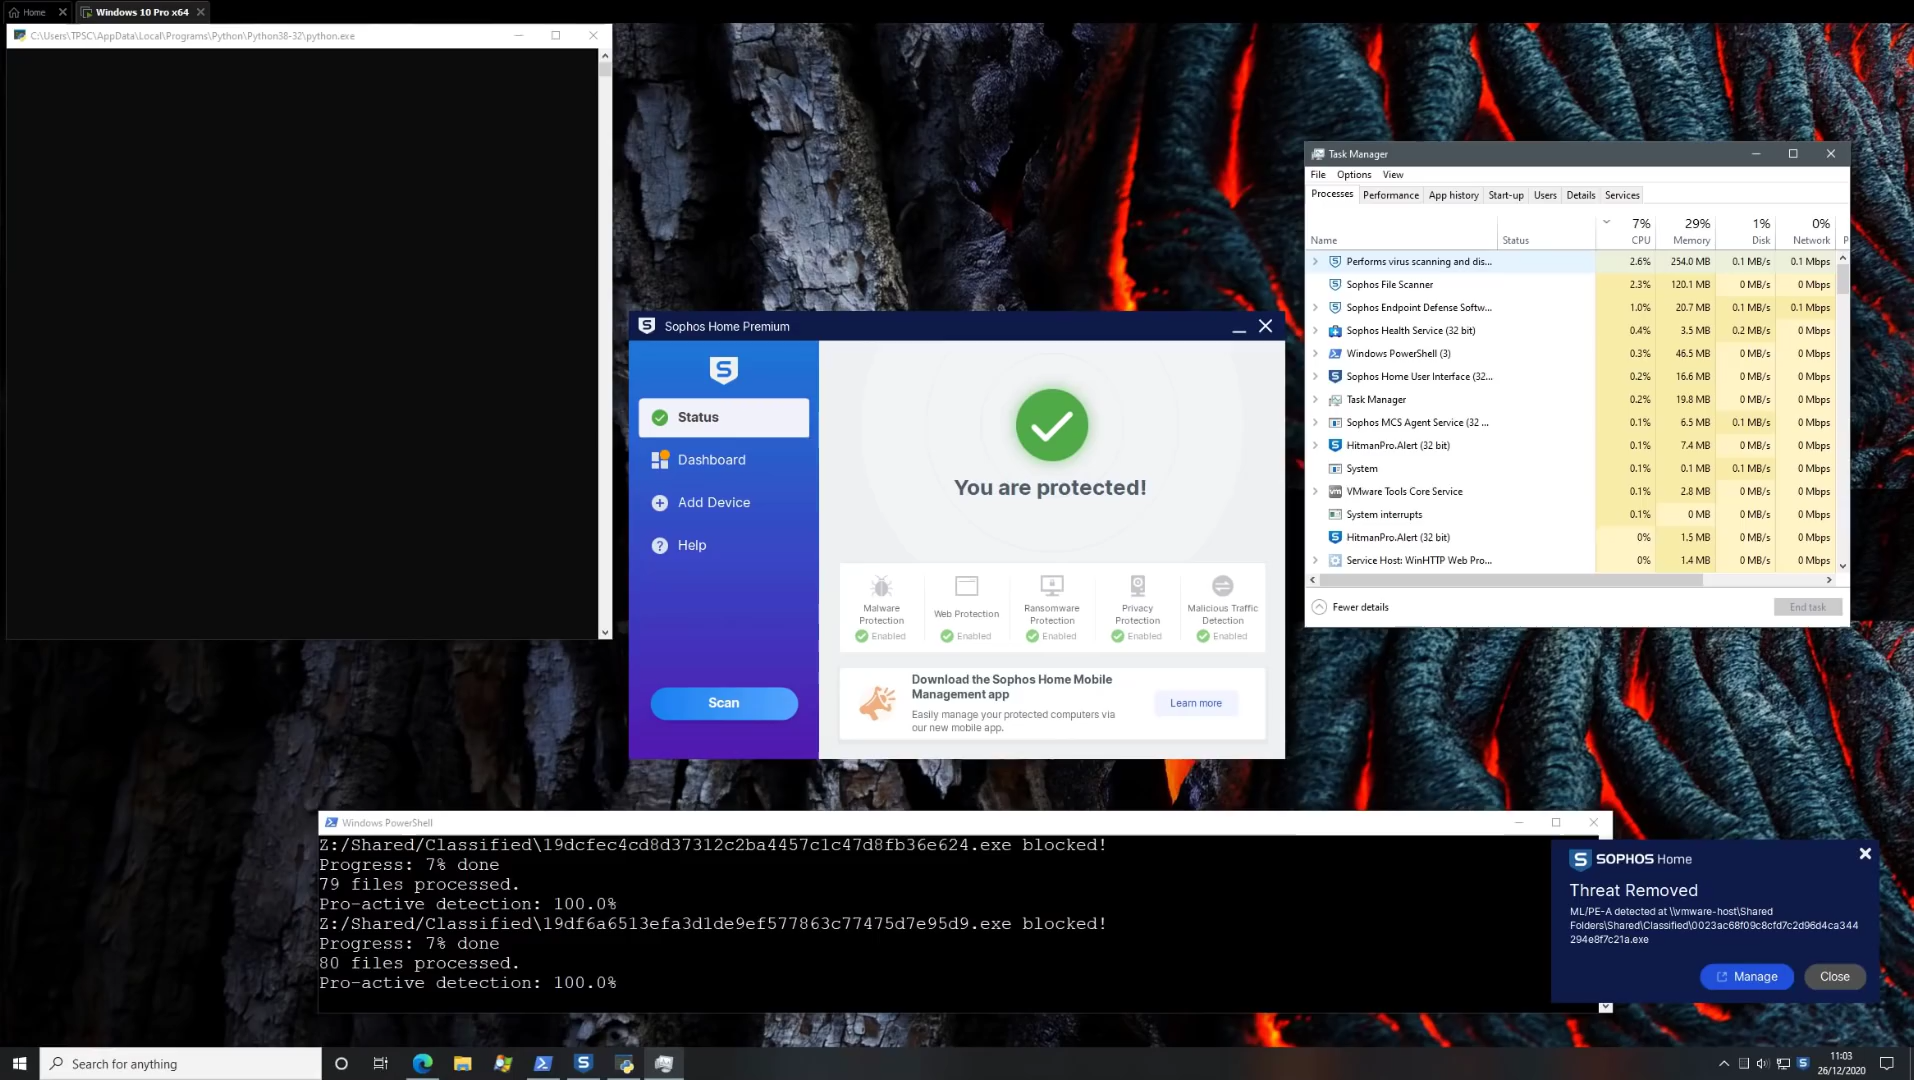 Home
Windows 10 Pro x64
C:\Users\TPSC\AppData\Local\Programs\Python\Python38-32\python.exe
Task Manager
File Options View
Processes Performance App history Start-up Users Details Services
7% 29% 1% 0%
Name Status CPU Memory Disk Network P
Performs virus scanning and dis... 2.6% 254.0 MB 0.1 MB/s 0.1 Mbps
Sophos File Scanner 2.3% 120.1 MB 0 MB/s 0 Mbps
Sophos Endpoint Defense Softw... 1.0% 20.7 MB 0.1 MB/s 0.1 Mbps
Sophos Health Service (32 bit) 0.4% 3.5 MB 0.2 MB/s 0 Mbps
Windows PowerShell (3) 0.3% 46.5 MB 0 MB/s 0 Mbps
Sophos Home User Interface (32... 0.2% 16.6 MB 0 MB/s 0 Mbps
Task Manager 0.2% 19.8 MB 0 MB/s 0 Mbps
Sophos MCS Agent Service (32 ... 0.1% 6.5 MB 0.1 MB/s 0 Mbps
HitmanPro.Alert (32 bit) 0.1% 7.4 MB 0 MB/s 0 Mbps
System 0.1% 0.1 MB 0.1 MB/s 0 Mbps
VMware Tools Core Service 0.1% 2.8 MB 0 MB/s 0 Mbps
System interrupts 0.1% 0 MB 0 MB/s 0 Mbps
HitmanPro.Alert (32 bit) 0% 1.5 MB 0 MB/s 0 Mbps
Service Host: WinHTTP Web Pro... 0% 1.4 MB 0 MB/s 0 Mbps
Fewer details
End task
Sophos Home Premium
Status
Dashboard
Add Device
Help
Scan
You are protected!
Malware Protection
Enabled
Web Protection
Enabled
Ransomware Protection
Enabled
Privacy Protection
Enabled
Malicious Traffic Detection
Enabled
Download the Sophos Home Mobile
Management app
Easily manage your protected computers via
our new mobile app.
Learn more
Windows PowerShell
Z:/Shared/Classified\19dcfec4cd8d37312c2ba4457c1c47d8fb36e624.exe blocked!
Progress: 7% done
79 files processed.
Pro-active detection: 100.0%
Z:/Shared/Classified\19df6a6513efa3d1de9ef577863c77475d7e95d9.exe blocked!
Progress: 7% done
80 files processed.
Pro-active detection: 100.0%
SOPHOS Home
Threat Removed
ML/PE-A detected at \\vmware-host\Shared
Folders\Shared\Classified\0023ac68f09c8cfd7c2d96d4ca344
294e8f7c21a.exe
Manage
Close
Search for anything
11:03
26/12/2020